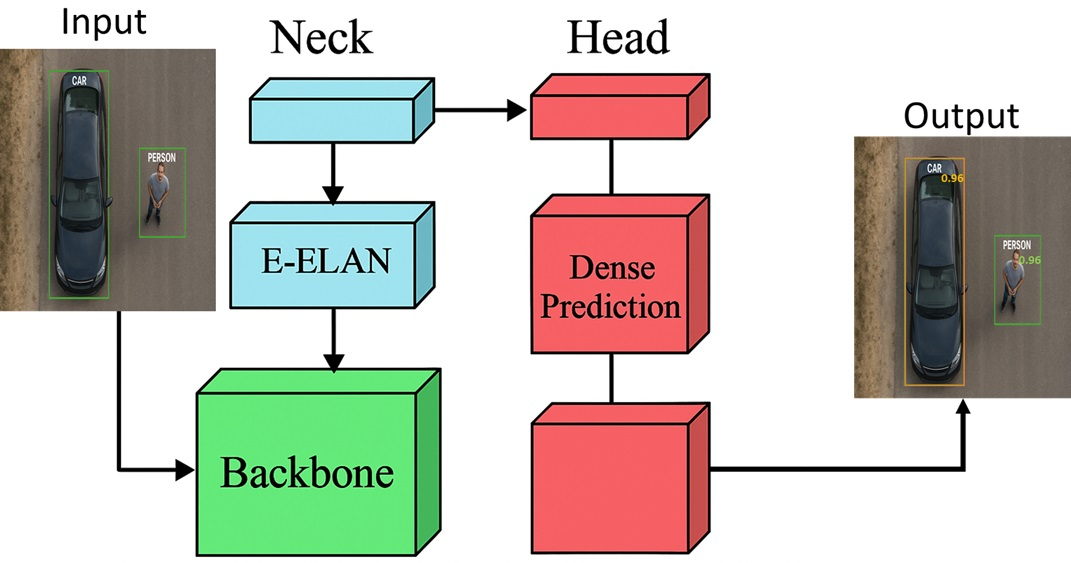 Input
CAR
PERSON
Neck
E-ELAN
Backbone
Head
Dense
Prediction
Output
CAR
0.96
PERSON
0.96